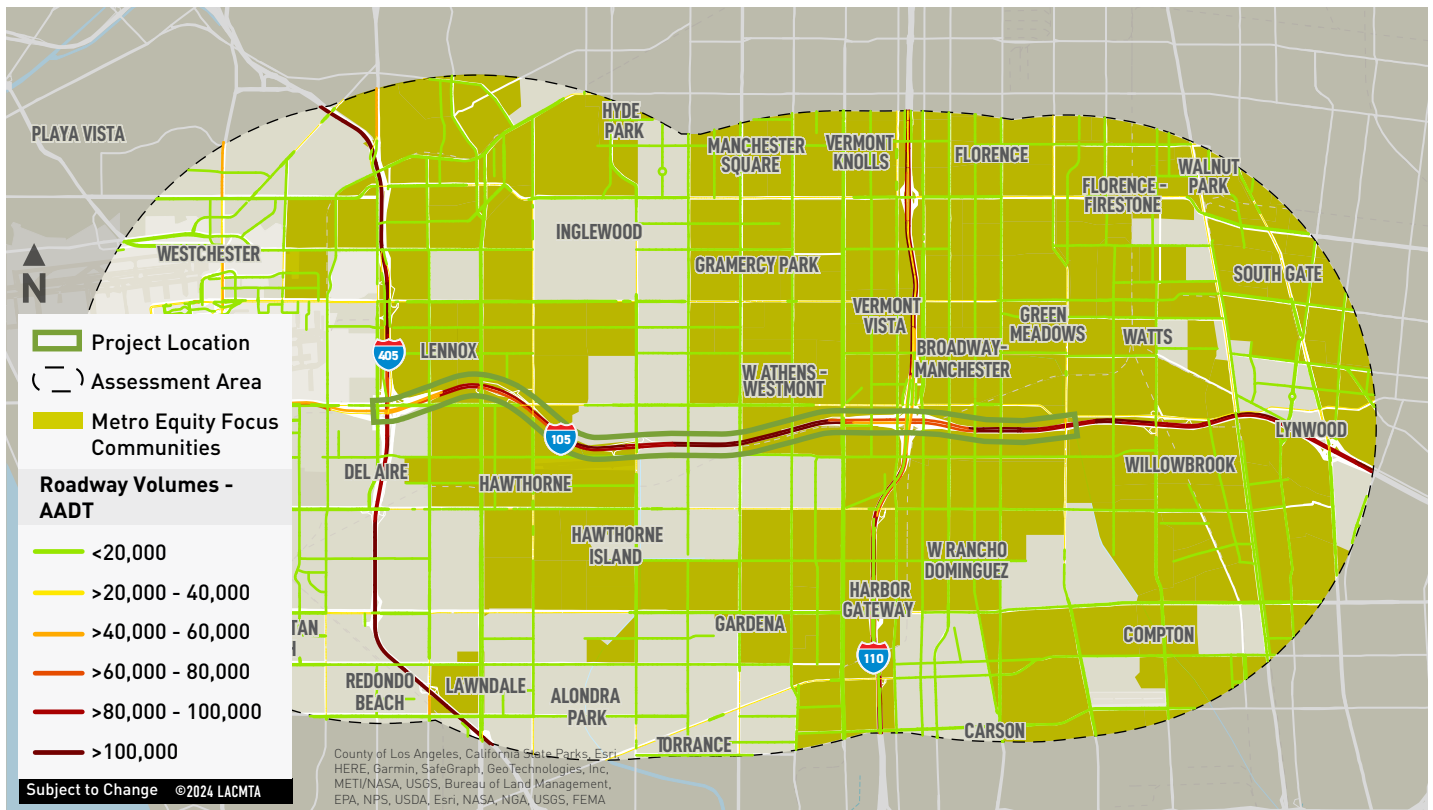 PLAYA VISTA
HYDE
PARK
MANCHESTER
SQUARE
VERMONT
KNOLLS
FLORENCE
WALNUT
PARK
FLORENCE -
FIRESTONE
WESTCHESTER
INGLEWOOD
GRAMERCY PARK
SOUTH GATE
N
VERMONT
VISTA
GREEN
MEADOWS
WATTS
BROADWAY-
MANCHESTER
405
LENNOX
W ATHENS -
WESTMONT
105
LYNWOOD
DEL AIRE
HAWTHORNE
WILLOWBROOK
HAWTHORNE
ISLAND
W RANCHO
DOMINGUEZ
HARBOR
GATEWAY
GARDENA
COMPTON
110
TAN
H
REDONDO
BEACH
LAWNDALE
ALONDRA
PARK
TORRANCE
CARSON
Project Location
Assessment Area
Metro Equity Focus
Communities
Roadway Volumes -
AADT
<20,000
>20,000 - 40,000
>40,000 - 60,000
>60,000 - 80,000
>80,000 - 100,000
>100,000
Subject to Change ©2024 LACMTA
County of Los Angeles, California State Parks, Esri,
HERE, Garmin, SafeGraph, GeoTechnologies, Inc,
METI/NASA, USGS, Bureau of Land Management,
EPA, NPS, USDA, Esri, NASA, NGA, USGS, FEMA